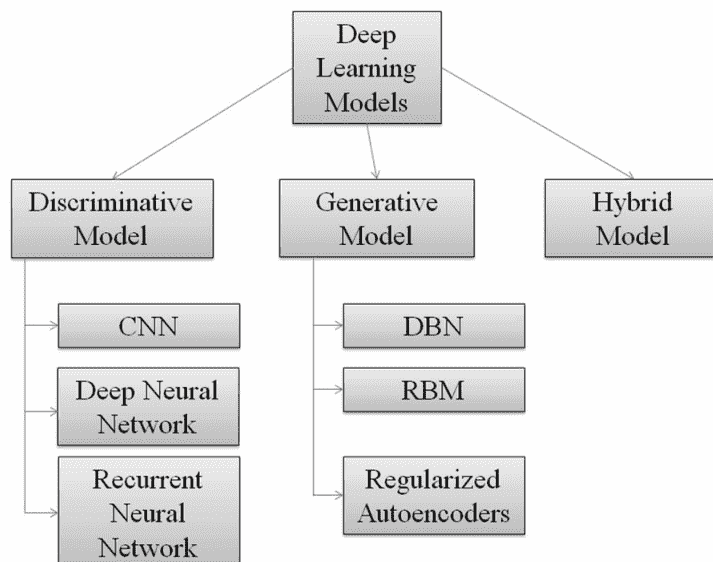 Deep
Learning
Models
Discriminative
Model
Generative
Model
Hybrid
Model
CNN
Deep Neural
Network
Recurrent
Neural
Network
DBN
RBM
Regularized
Autoencoders